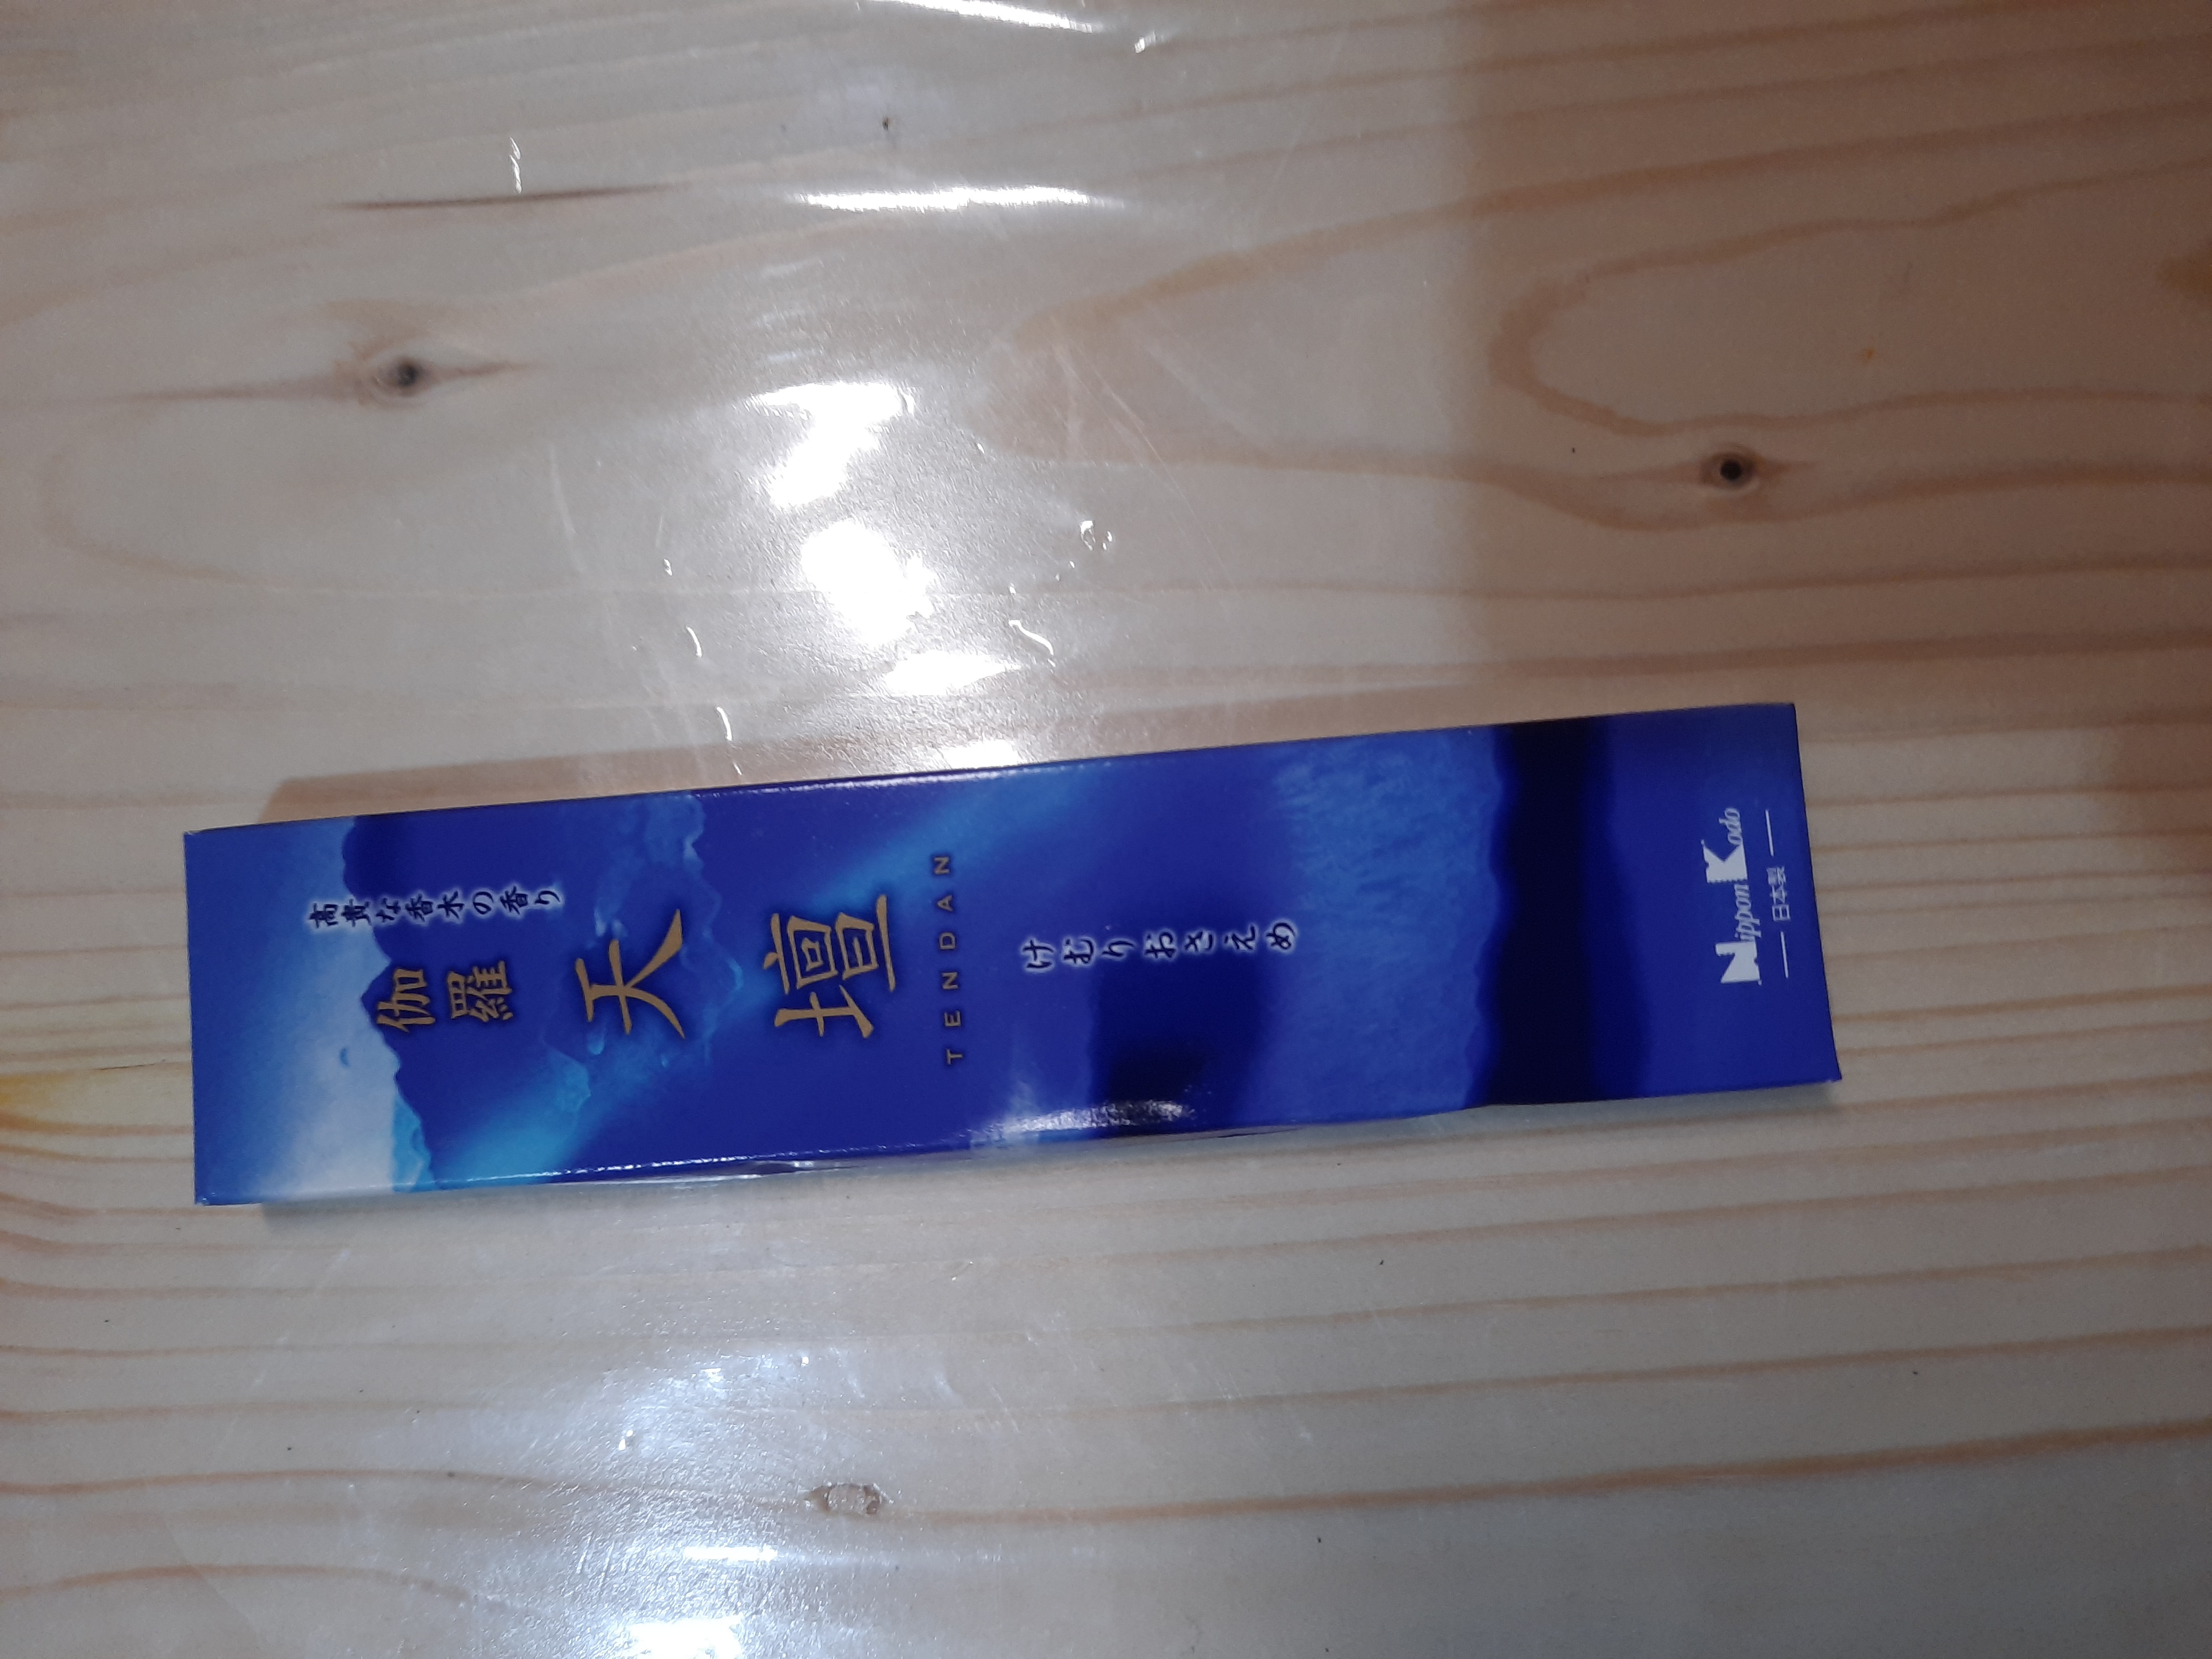 高貴な香水の香り
伽羅
天壇
TENDAN
けむりおさえめ
Nippon Kodo
日本製